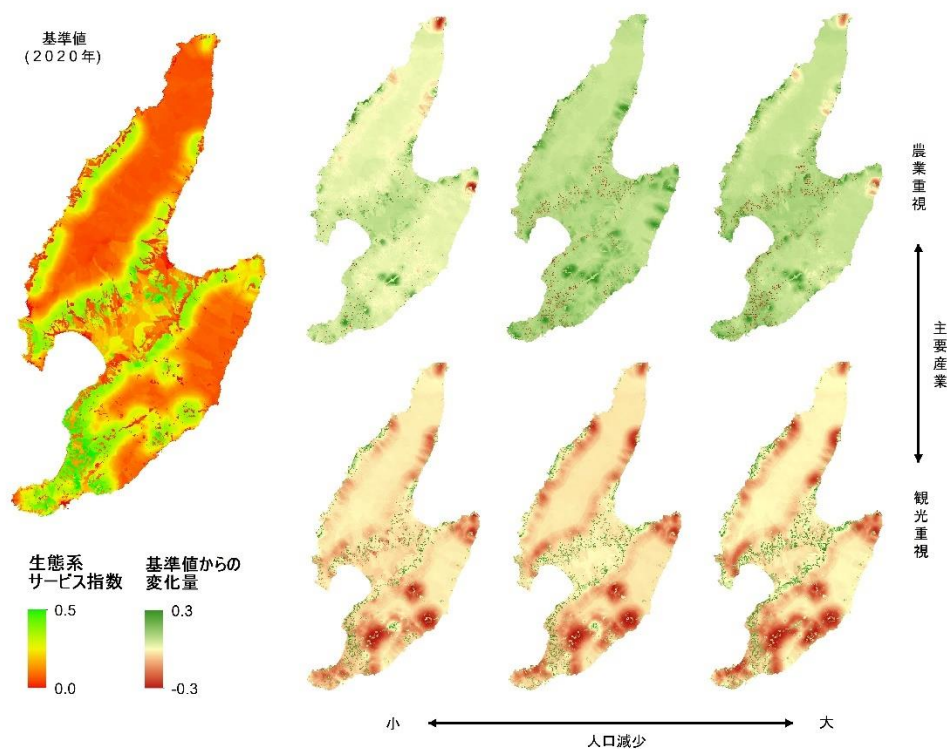 基準値
(2020年)
農業重視
主要産業
観光重視
生態系
サービス指数
0.5
0.0
基準値からの
変化量
0.3
-0.3
小
大
人口減少